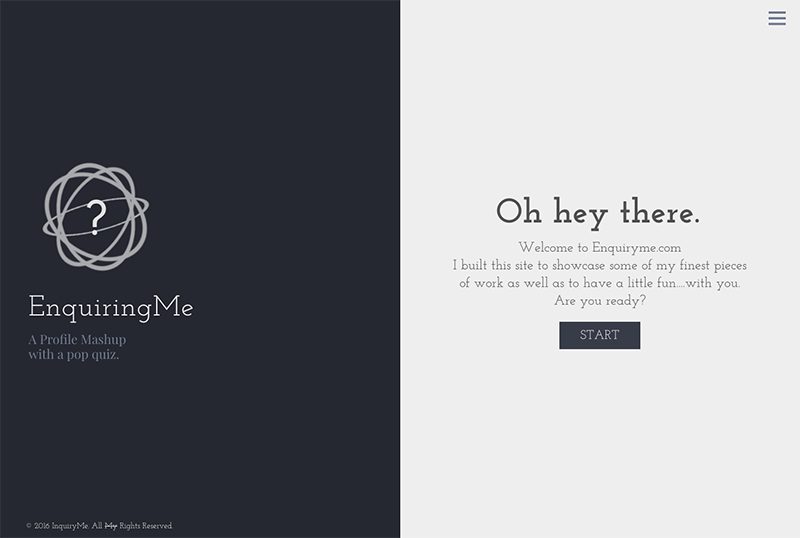 ?
EnquiringMe
A Profile Mashup
with a pop quiz.
© 2016 InquiryMe. All My Rights Reserved.
Oh hey there.
Welcome to Enquiryme.com
I built this site to showcase some of my finest pieces
of work as well as to have a little fun....with you.
Are you ready?
START